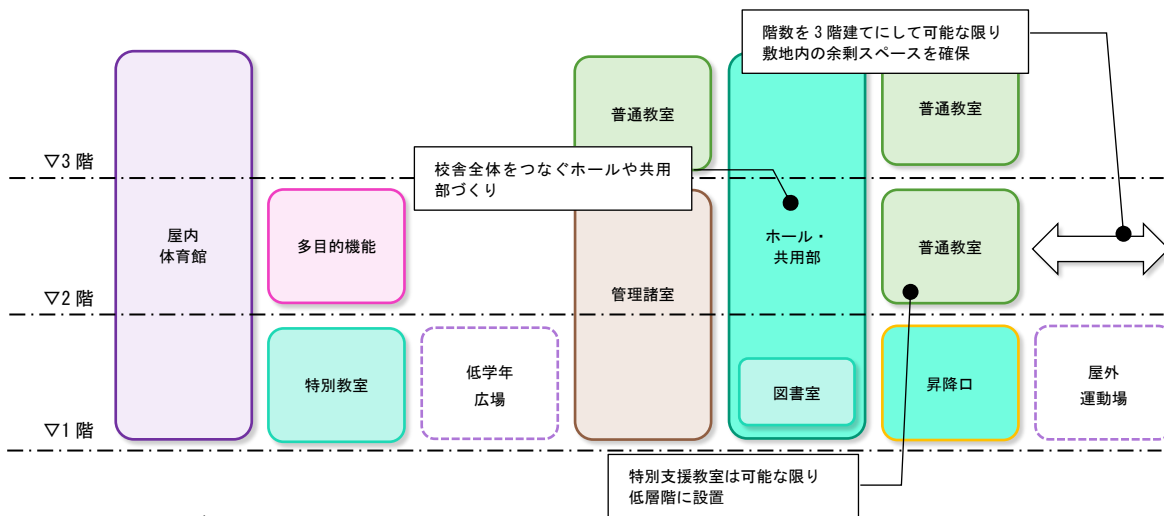 階数を3階建てにして可能な限り
敷地内の余剰スペースを確保
普通教室
普通教室
▽3 階
校舎全体をつなぐホールや共用
部づくり
屋内
体育館
多目的機能
ホール・
共用部
普通教室
▽2 階
管理諸室
特別教室
低学年
広場
図書室
昇降口
屋外
運動場
▽1 階
特別支援教室は可能な限り
低層階に設置